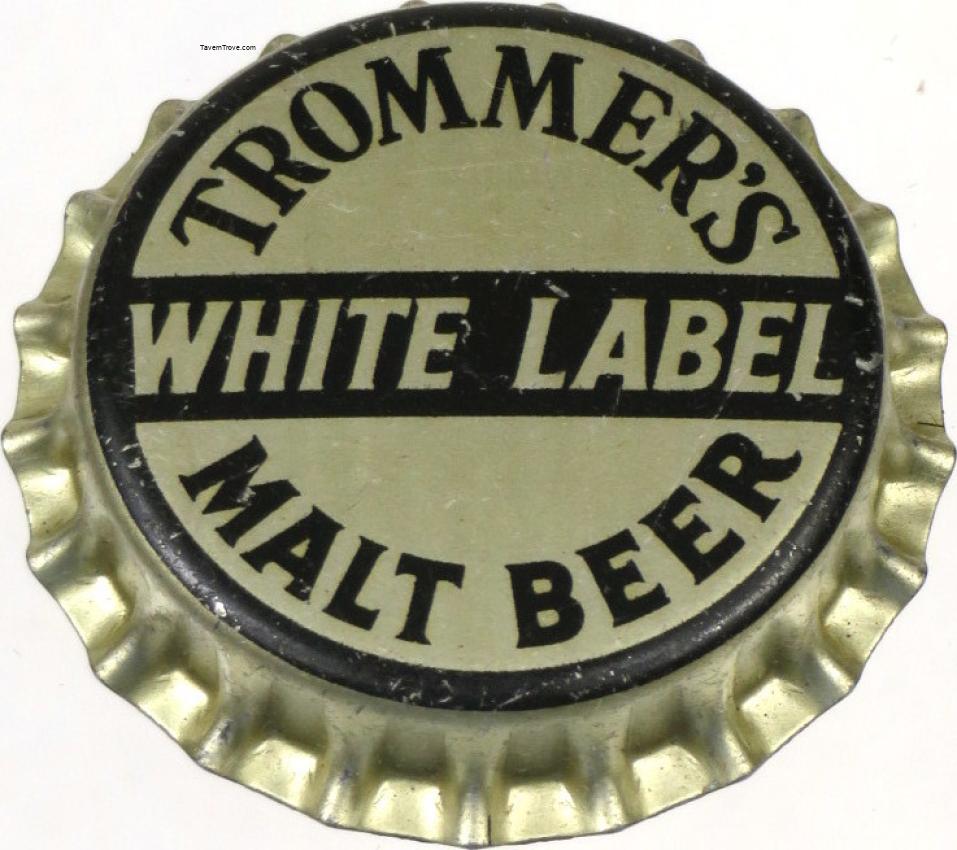 TavernTrove.com
TROMMER'S
WHITE LABEL
MALT BEER